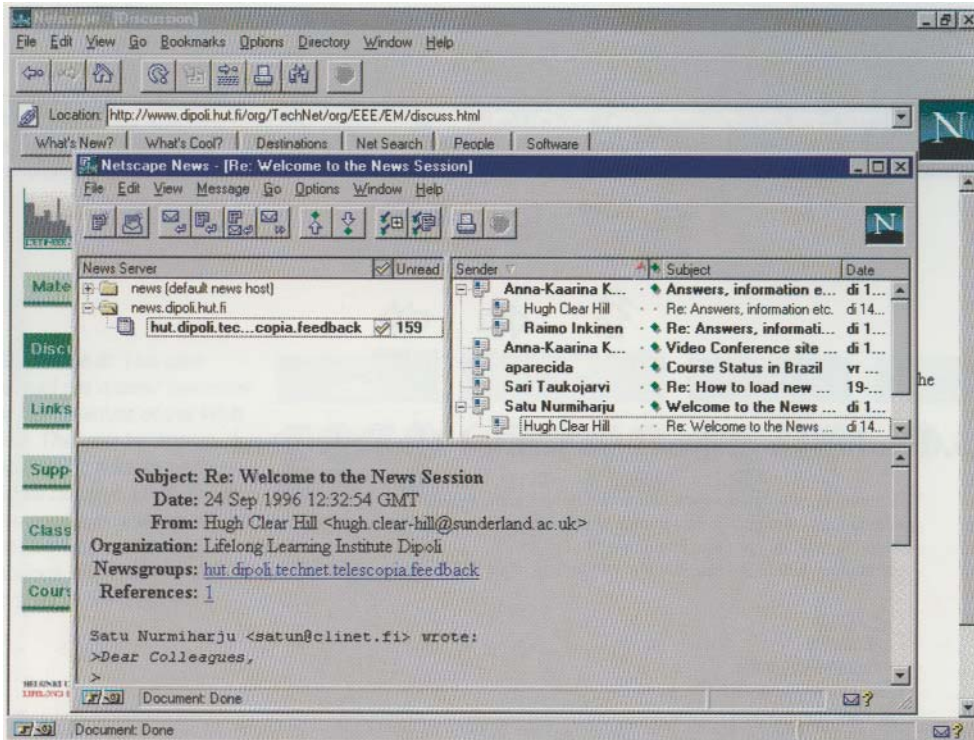 Netscape - [Discussion]
File Edit View Go Bookmarks Options Directory Window Help
Location: http://www.dipoli.hut.fi/org/TechNet/org/EEE/EM/discuss.html
What's New? What's Cool? Destinations Net Search People Software
N
Netscape News - [Re: Welcome to the News Session]
File Edit View Message Go Options Window Help
N
News Server Unread Sender Subject Date
news (default news host)
news.dipoli.hut.fi
hut.dipoli.tec...copia.feedback 159
Anna-Kaarina K... Answers, information e... di 1...
Hugh Clear Hill Re: Answers, information etc. di 14...
Raimo Inkinen Re: Answers, informati... di 1...
Anna-Kaarina K... Video Conference site ... di 1...
aparecida Course Status in Brazil vr ...
Sari Taukojarvi Re: How to load new ... 19-...
Satu Nurmiharju Welcome to the News ... di 1...
Hugh Clear Hill Re: Welcome to the News ... di 14...
Mate
Discu
Links
Supp
Class
Cours
he
Subject: Re: Welcome to the News Session
Date: 24 Sep 1996 12:32:54 GMT
From: Hugh Clear Hill <hugh.clear-hill@sunderland.ac.uk>
Organization: Lifelong Learning Institute Dipoli
Newsgroups: hut.dipoli.technet.telescopia.feedback
References: 1
Satu Nurmiharju <satun@clinet.fi> wrote:
>Dear Colleagues,
>
Document: Done
Document: Done